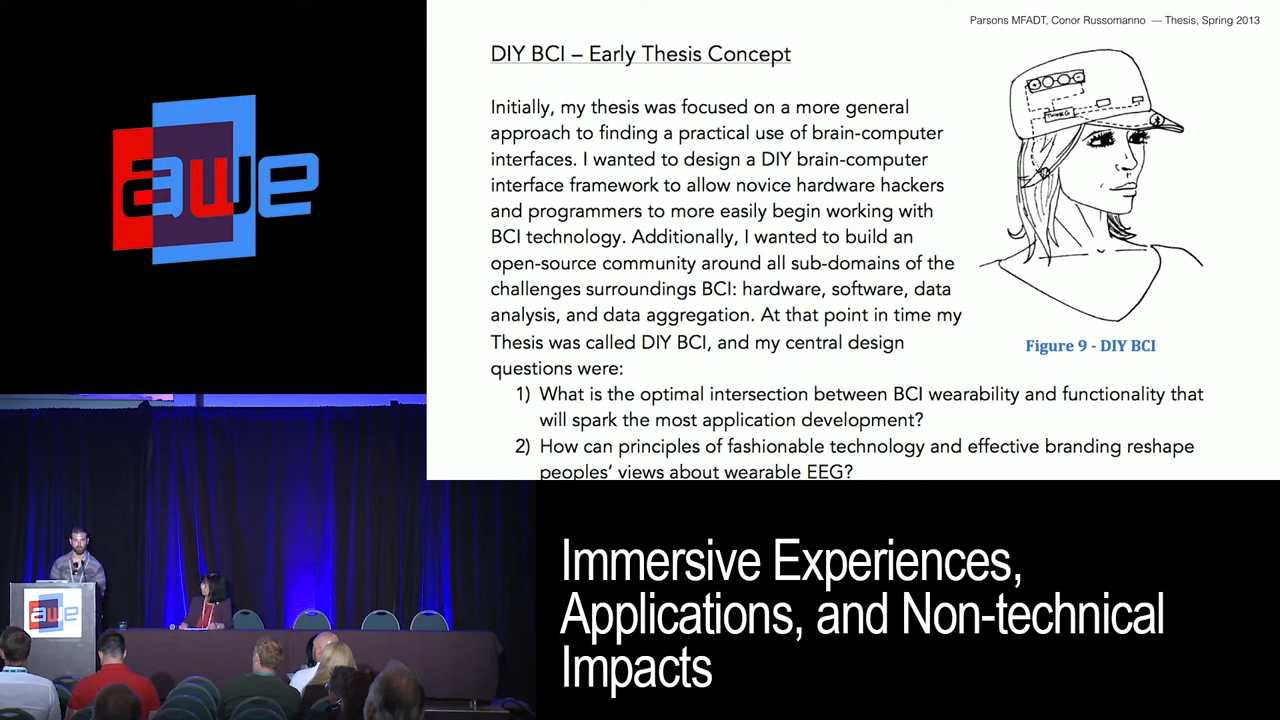 Parsons MFADT, Conor Russomanno — Thesis, Spring 2013
DIY BCI – Early Thesis Concept
Initially, my thesis was focused on a more general
approach to finding a practical use of brain-computer
interfaces. I wanted to design a DIY brain-computer
interface framework to allow novice hardware hackers
and programmers to more easily begin working with
BCI technology. Additionally, I wanted to build an
open-source community around all sub-domains of the
challenges surroundings BCI: hardware, software, data
analysis, and data aggregation. At that point in time my
Thesis was called DIY BCI, and my central design
questions were:
1) What is the optimal intersection between BCI wearability and functionality that
will spark the most application development?
2) How can principles of fashionable technology and effective branding reshape
peoples’ views about wearable EEG?
Figure 9 - DIY BCI
awe
awe
Immersive Experiences,
Applications, and Non-technical
Impacts